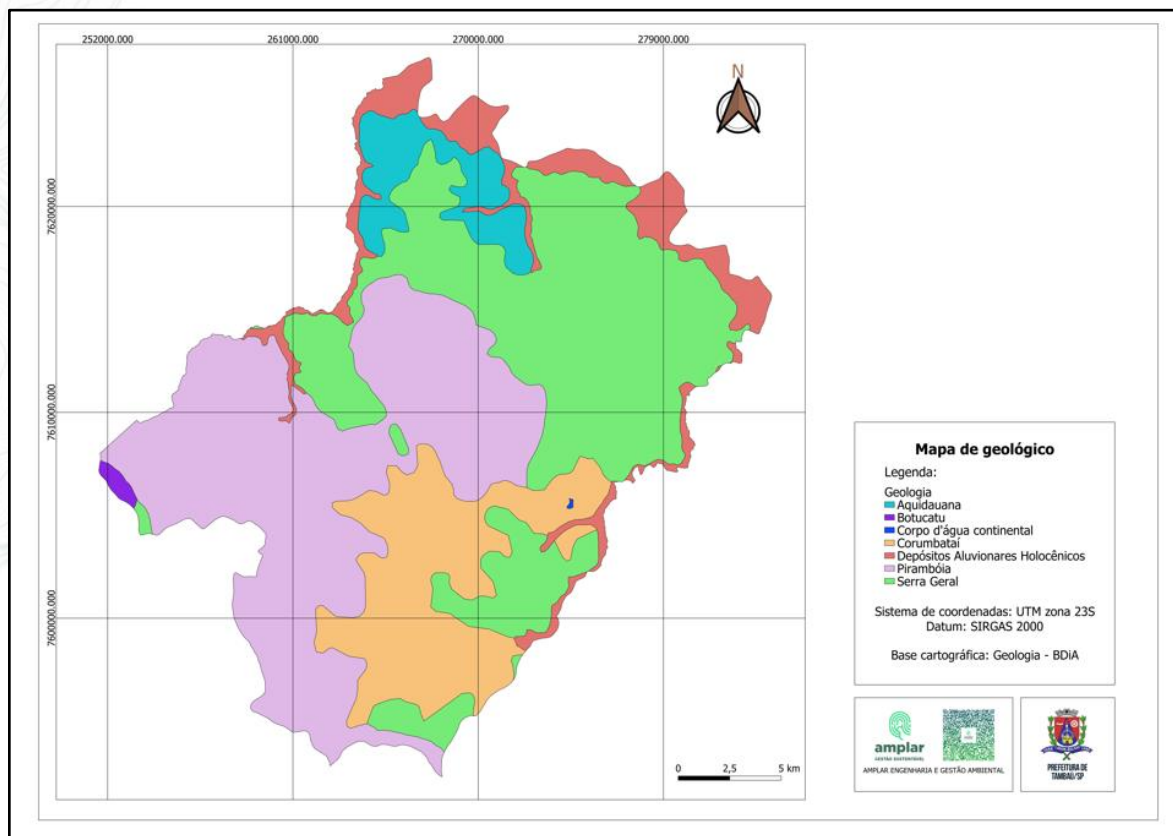 252000.000 261000.000 270000.000 279000.000
N
7620000.000
7610000.000
7600000.000
Mapa de geológico
Legenda:
Geologia
Aquidauana
Botucatu
Corpo d'água continental
Corumbataí
Depósitos Aluvionares Holocênicos
Pirambóia
Serra Geral
Sistema de coordenadas: UTM zona 23S
Datum: SIRGAS 2000
Base cartográfica: Geologia - BDiA
0 2,5 5 km
amplar
GESTÃO SUSTENTÁVEL
AMPLAR ENGENHARIA E GESTÃO AMBIENTAL
PREFEITURA DE
TAMBAÚ/SP